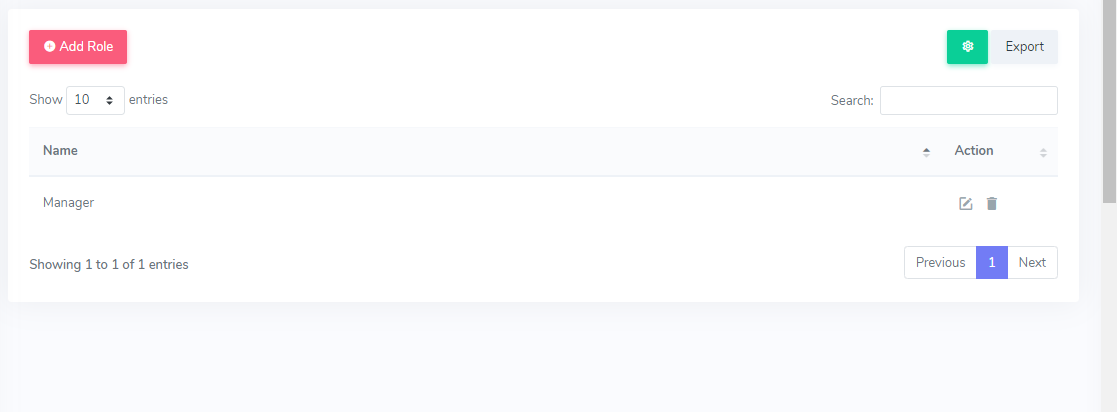 Add Role
Export
Show 10 entries
Search:
Name Action
Manager
Showing 1 to 1 of 1 entries
Previous 1 Next